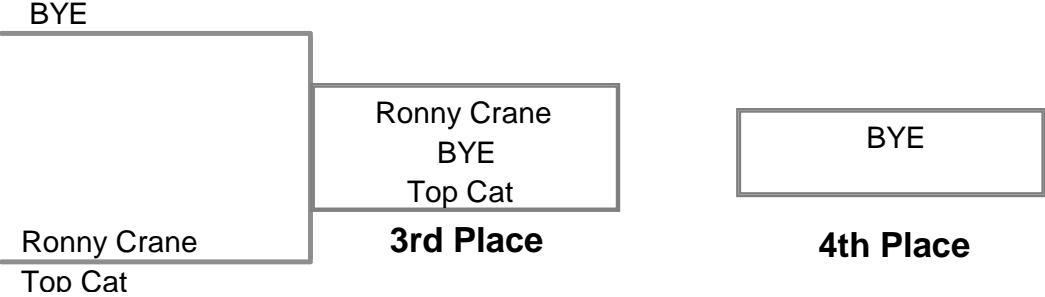 BYE
Ronny Crane
BYE
Top Cat
3rd Place
BYE
4th Place
Ronny Crane
Top Cat